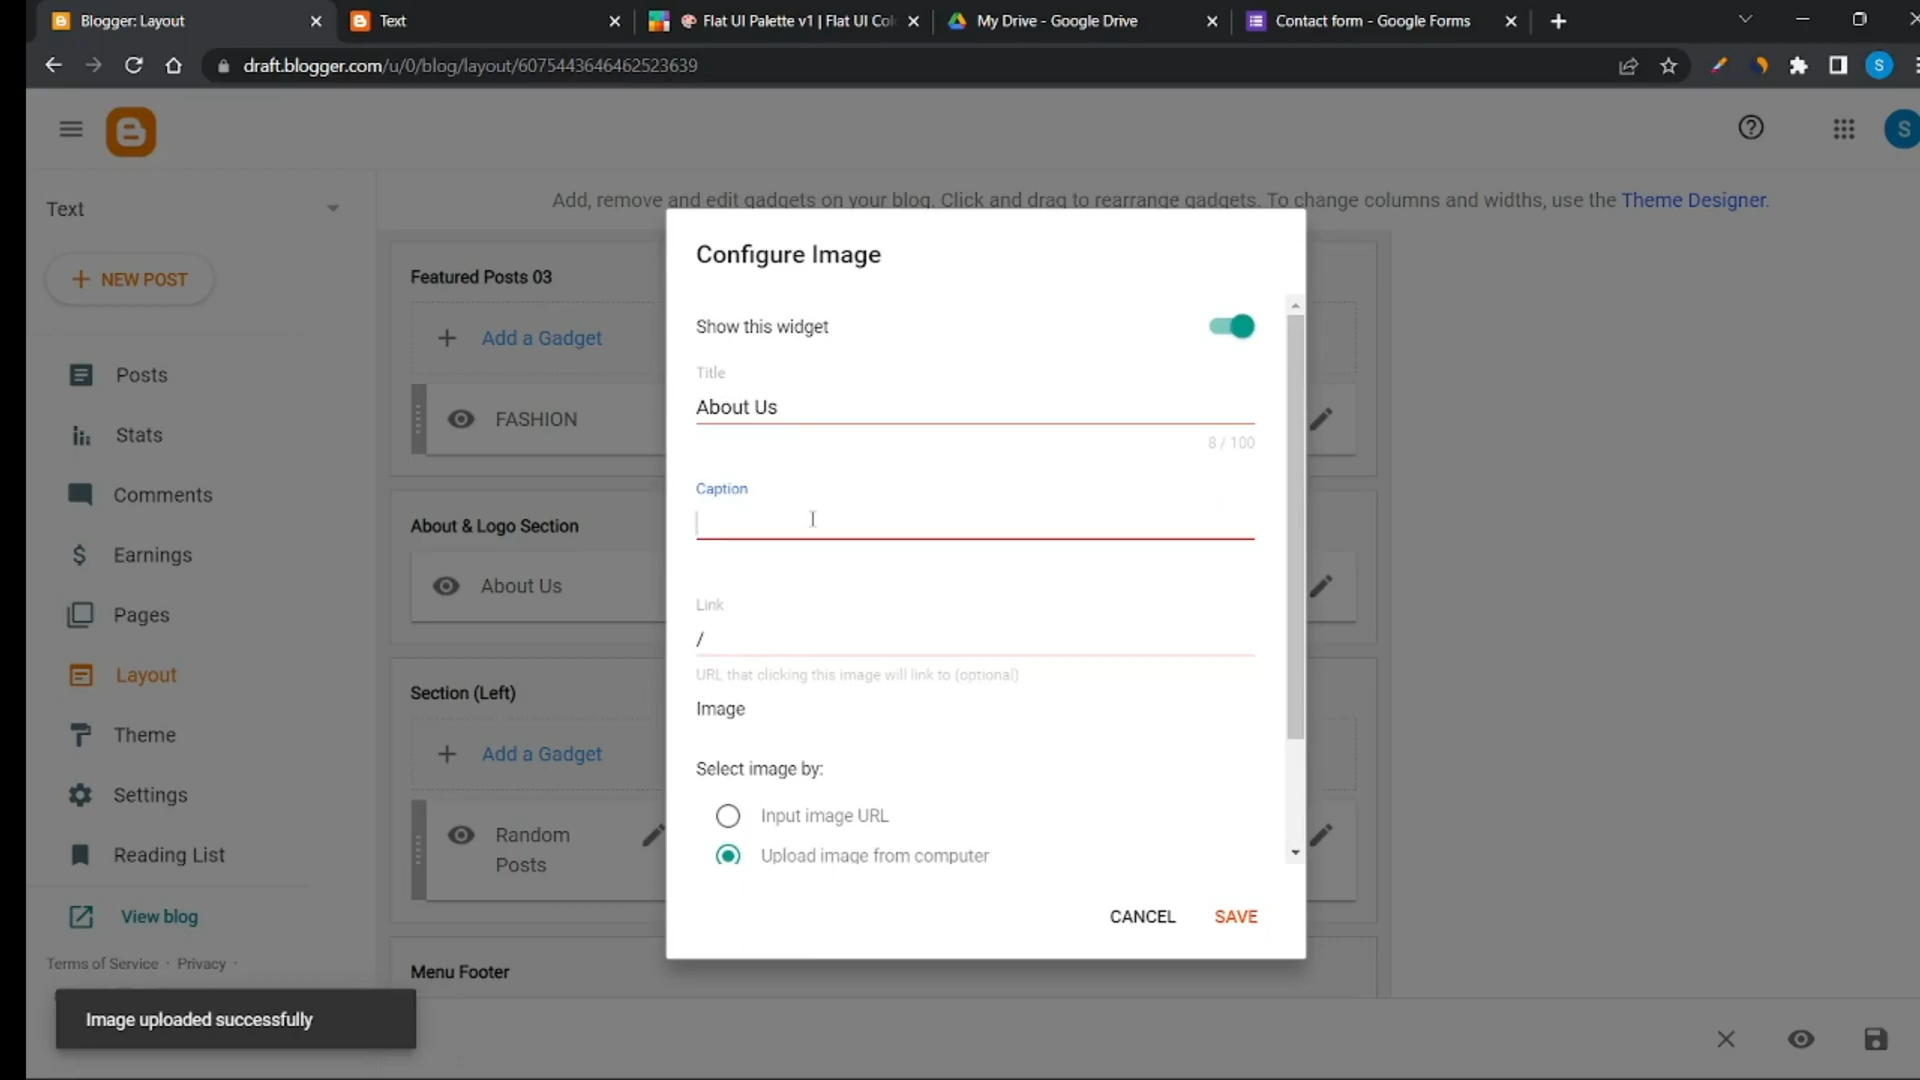 Blogger: Layout
Text
Flat UI Palette v1 | Flat UI Col
My Drive - Google Drive
Contact form - Google Forms
draft.blogger.com/u/0/blog/layout/6075443646462523639
S
S
Add, remove and edit gadgets on your blog. Click and drag to rearrange gadgets. To change columns and widths, use the Theme Designer.
Text
NEW POST
Posts
Stats
Comments
Earnings
Pages
Layout
Theme
Settings
Reading List
View blog
Terms of Service · Privacy ·
Featured Posts 03
Add a Gadget
FASHION
About & Logo Section
About Us
Section (Left)
Add a Gadget
Random
Posts
Menu Footer
Configure Image
Show this widget
Title
About Us
8 / 100
Caption
Link
/
URL that clicking this image will link to (optional)
Image
Select image by:
Input image URL
Upload image from computer
CANCEL
SAVE
Image uploaded successfully